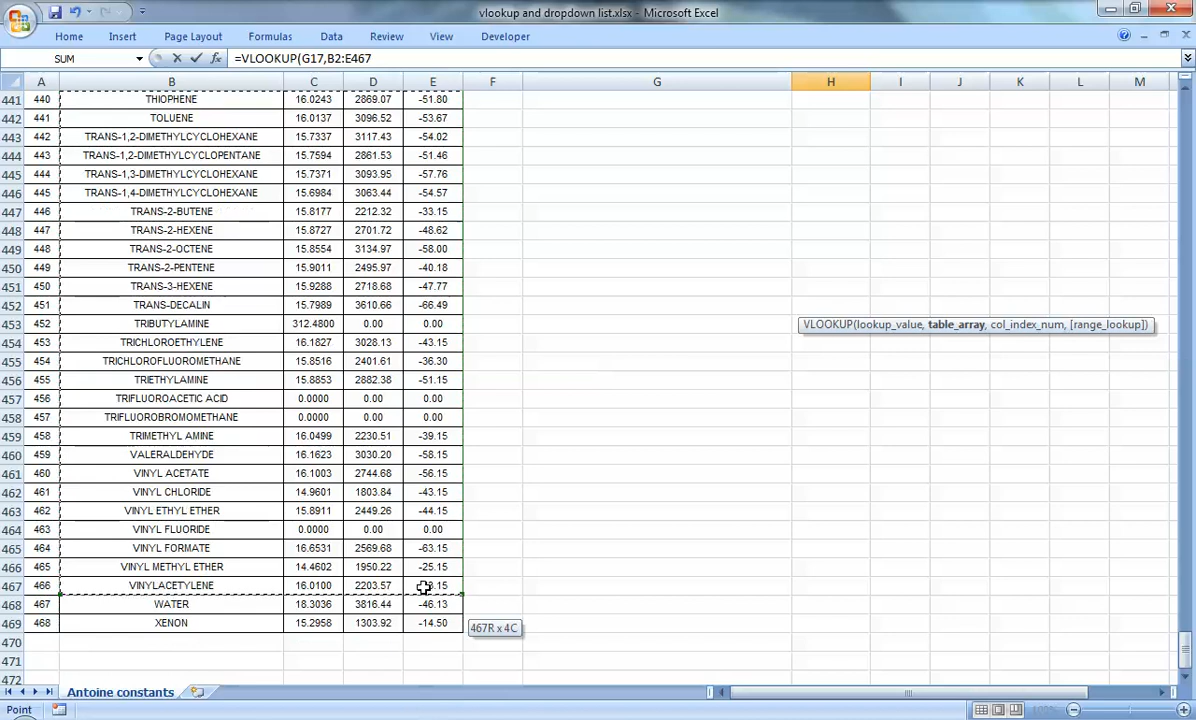 vlookup and dropdown list.xlsx - Microsoft Excel
Home Insert Page Layout Formulas Data Review View Developer
SUM fx =VLOOKUP(G17,B2:E467
A B C D E F G H I J K L M
441 440 THIOPHENE 16.0243 2869.07 -51.80
442 441 TOLUENE 16.0137 3096.52 -53.67
443 442 TRANS-1,2-DIMETHYLCYCLOHEXANE 15.7337 3117.43 -54.02
444 443 TRANS-1,2-DIMETHYLCYCLOPENTANE 15.7594 2861.53 -51.46
445 444 TRANS-1,3-DIMETHYLCYCLOHEXANE 15.7371 3093.95 -57.76
446 445 TRANS-1,4-DIMETHYLCYCLOHEXANE 15.6984 3063.44 -54.57
447 446 TRANS-2-BUTENE 15.8177 2212.32 -33.15
448 447 TRANS-2-HEXENE 15.8727 2701.72 -48.62
449 448 TRANS-2-OCTENE 15.8554 3134.97 -58.00
450 449 TRANS-2-PENTENE 15.9011 2495.97 -40.18
451 450 TRANS-3-HEXENE 15.9288 2718.68 -47.77
452 451 TRANS-DECALIN 15.7989 3610.66 -66.49
453 452 TRIBUTYLAMINE 312.4800 0.00 0.00
VLOOKUP(lookup_value, table_array, col_index_num, [range_lookup])
454 453 TRICHLOROETHYLENE 16.1827 3028.13 -43.15
455 454 TRICHLOROFLUOROMETHANE 15.8516 2401.61 -36.30
456 455 TRIETHYLAMINE 15.8853 2882.38 -51.15
457 456 TRIFLUOROACETIC ACID 0.0000 0.00 0.00
458 457 TRIFLUOROBROMOMETHANE 0.0000 0.00 0.00
459 458 TRIMETHYL AMINE 16.0499 2230.51 -39.15
460 459 VALERALDEHYDE 16.1623 3030.20 -58.15
461 460 VINYL ACETATE 16.1003 2744.68 -56.15
462 461 VINYL CHLORIDE 14.9601 1803.84 -43.15
463 462 VINYL ETHYL ETHER 15.8911 2449.26 -44.15
464 463 VINYL FLUORIDE 0.0000 0.00 0.00
465 464 VINYL FORMATE 16.6531 2569.68 -63.15
466 465 VINYL METHYL ETHER 14.4602 1950.22 -25.15
467 466 VINYLACETYLENE 16.0100 2203.57
468 467 WATER 18.3036 3816.44 -46.13
469 468 XENON 15.2958 1303.92 -14.50
467R x 4C
470
471
472
Antoine constants
Point